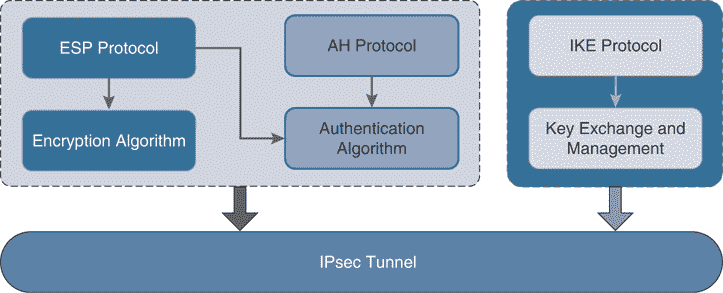 ESP Protocol
AH Protocol
IKE Protocol
Encryption Algorithm
Authentication
Algorithm
Key Exchange and
Management
IPsec Tunnel